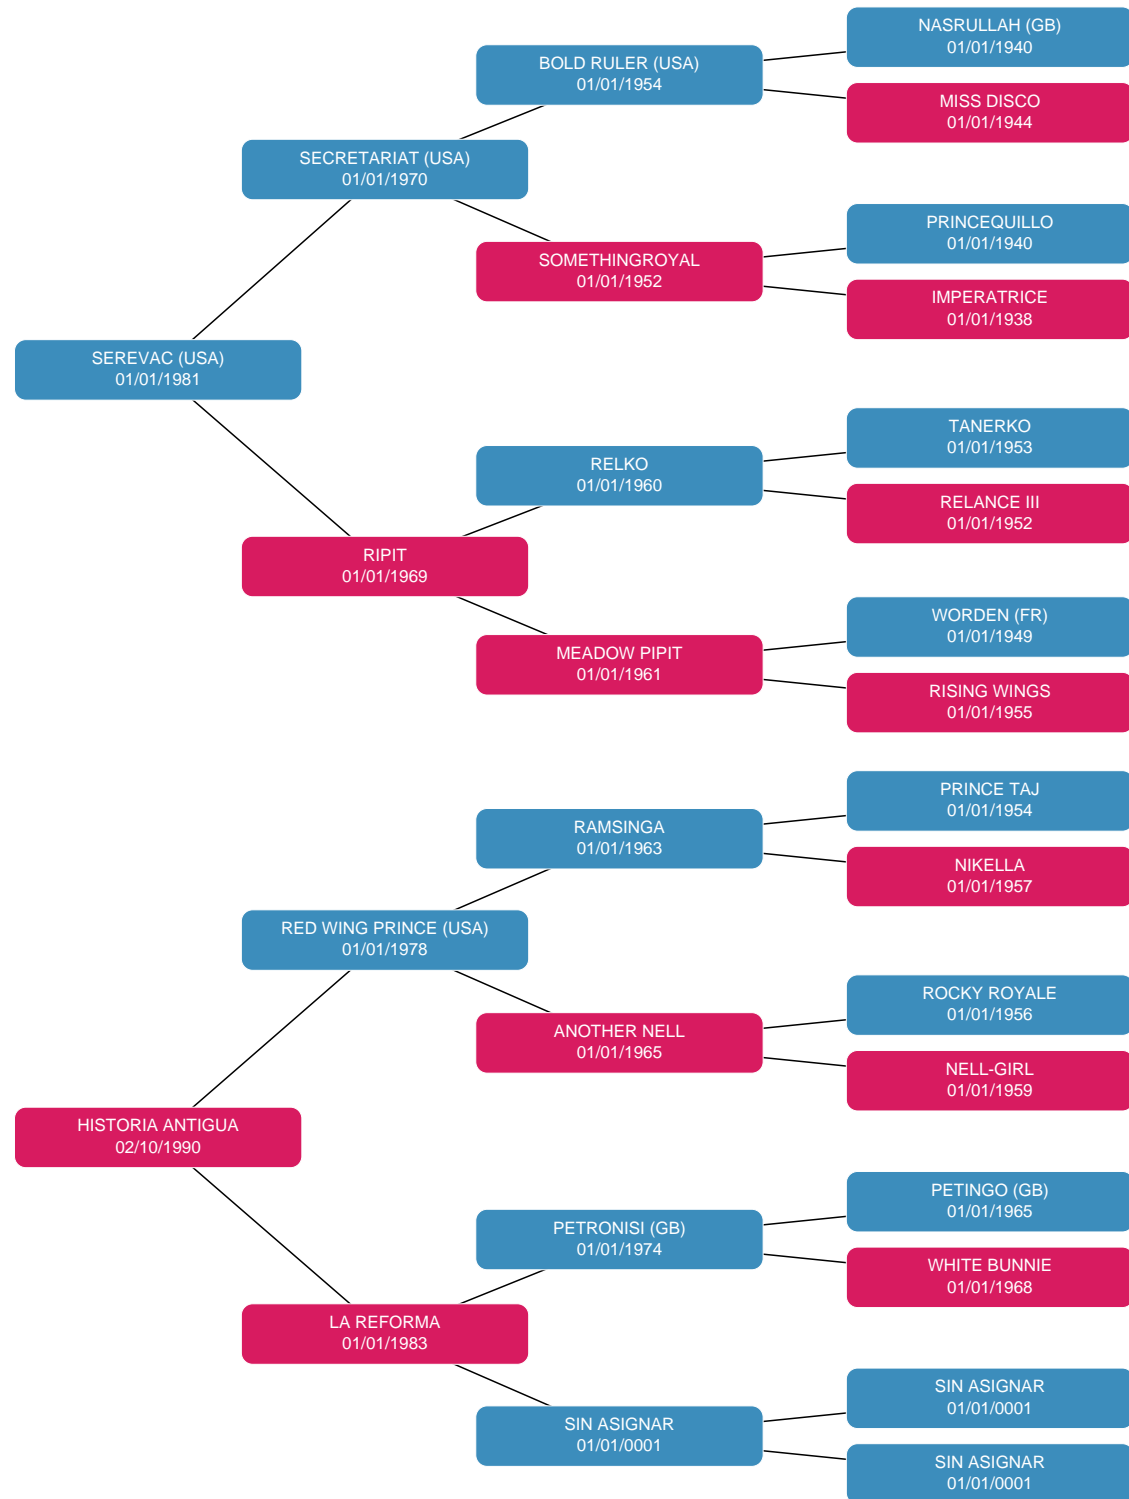 NASRULLAH (GB)
01/01/1940
BOLD RULER (USA)
01/01/1954
MISS DISCO
01/01/1944
SECRETARIAT (USA)
01/01/1970
PRINCEQUILLO
01/01/1940
SOMETHINGROYAL
01/01/1952
IMPERATRICE
01/01/1938
SEREVAC (USA)
01/01/1981
TANERKO
01/01/1953
RELKO
01/01/1960
RELANCE III
01/01/1952
RIPIT
01/01/1969
WORDEN (FR)
01/01/1949
MEADOW PIPIT
01/01/1961
RISING WINGS
01/01/1955
PRINCE TAJ
01/01/1954
RAMSINGA
01/01/1963
NIKELLA
01/01/1957
RED WING PRINCE (USA)
01/01/1978
ROCKY ROYALE
01/01/1956
ANOTHER NELL
01/01/1965
NELL-GIRL
01/01/1959
HISTORIA ANTIGUA
02/10/1990
PETINGO (GB)
01/01/1965
PETRONISI (GB)
01/01/1974
WHITE BUNNIE
01/01/1968
LA REFORMA
01/01/1983
SIN ASIGNAR
01/01/0001
SIN ASIGNAR
01/01/0001
SIN ASIGNAR
01/01/0001